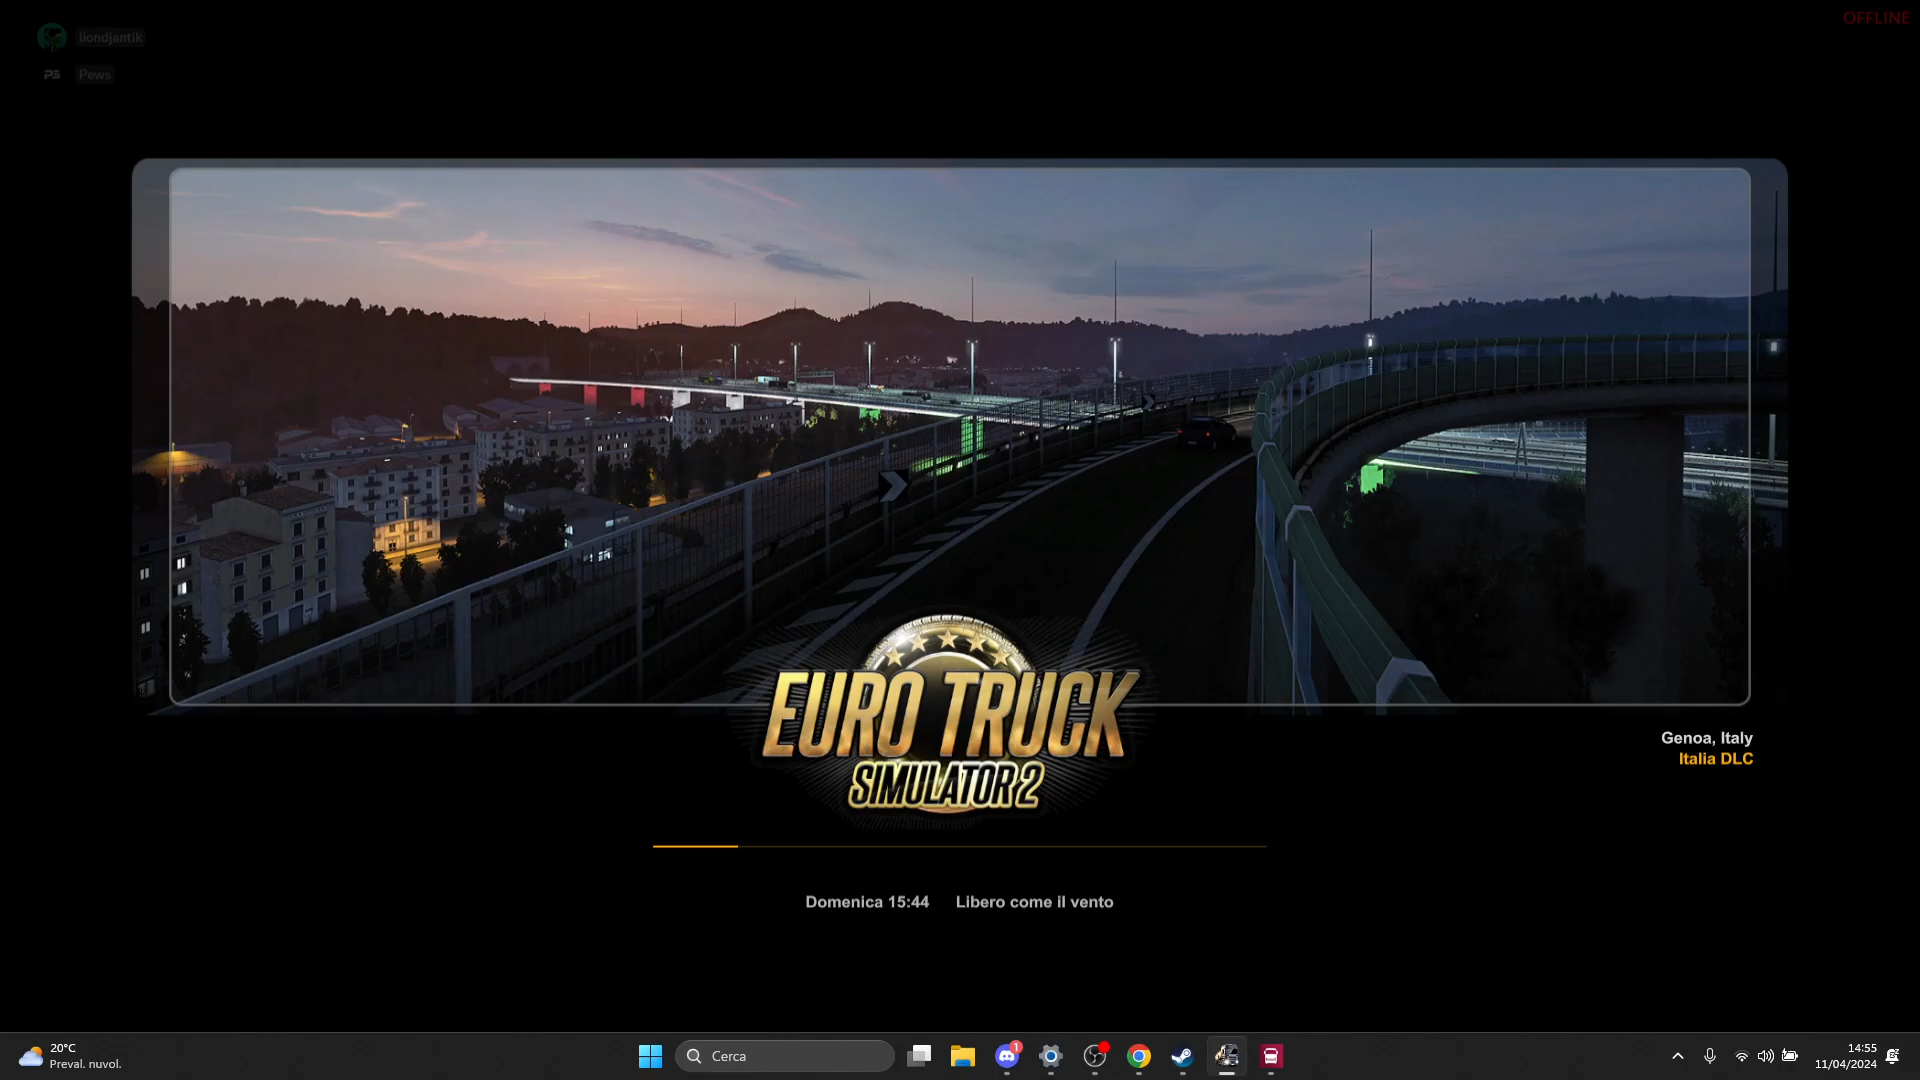 liondjantik
OFFLINE
Pews
EURO TRUCK
SIMULATOR 2
Genoa, Italy
Italia DLC
Domenica 15:44 Libero come il vento
20°C
Preval. nuvol.
Cerca
1
14:55
11/04/2024